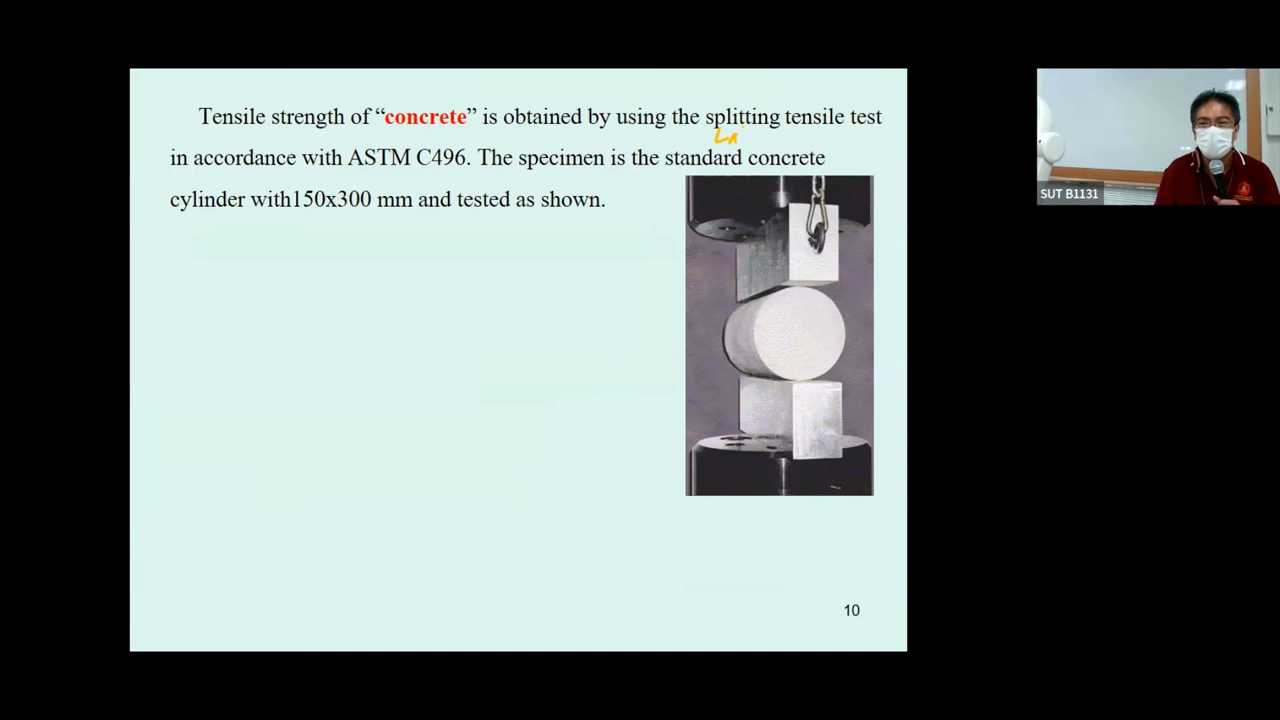 Tensile strength of “concrete” is obtained by using the splitting tensile test
in accordance with ASTM C496. The specimen is the standard concrete
cylinder with150x300 mm and tested as shown.
10
SUT B1131